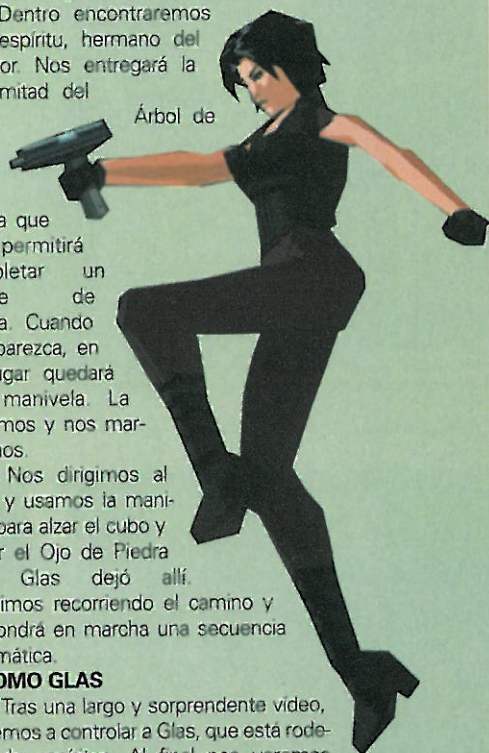 Dentro encontraremos
espíritu, hermano del
or. Nos entregará la
mitad del
Árbol de
a que
permitirá
pletar un
e de
a. Cuando
parezca, en
ugar quedará
manivela. La
mos y nos mar-
nos.
Nos dirigimos al
y usamos la mani-
para alzar el cubo y
r el Ojo de Piedra
Glas dejó allí.
imos recorriendo el camino y
ondrá en marcha una secuencia
mática.
OMO GLAS
Tras una largo y sorprendente vídeo,
emos a controlar a Glas, que está rode-